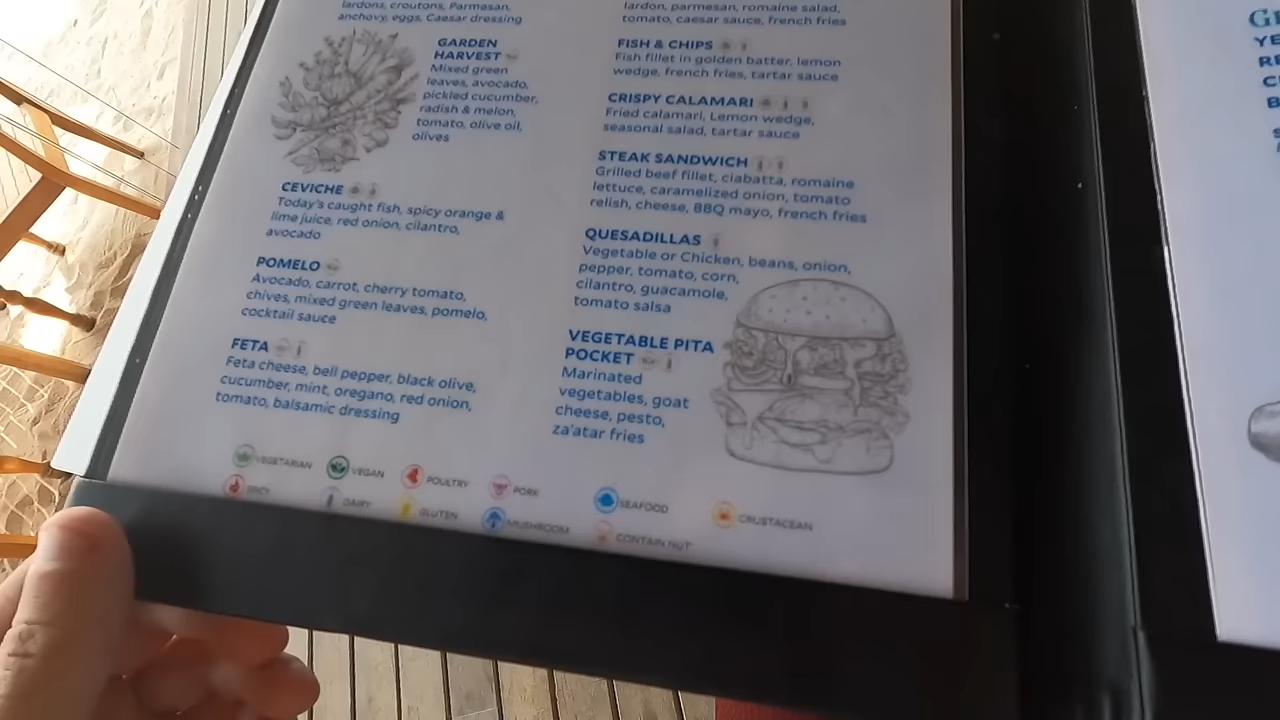 lardons, croutons, Parmesan,
anchovy, eggs, Caesar dressing
GARDEN
HARVEST
Mixed green
leaves, avocado,
pickled cucumber,
radish & melon,
tomato, olive oil,
olives
CEVICHE
Today's caught fish, spicy orange &
lime juice, red onion, cilantro,
avocado
POMELO
Avocado, carrot, cherry tomato,
chives, mixed green leaves, pomelo,
cocktail sauce
FETA
Feta cheese, bell pepper, black olive,
cucumber, mint, oregano, red onion,
tomato, balsamic dressing
lardon, parmesan, romaine salad,
tomato, caesar sauce, french fries
FISH & CHIPS
Fish fillet in golden batter, lemon
wedge, french fries, tartar sauce
CRISPY CALAMARI
Fried calamari, Lemon wedge,
seasonal salad, tartar sauce
STEAK SANDWICH
Grilled beef fillet, ciabatta, romaine
lettuce, caramelized onion, tomato
relish, cheese, BBQ mayo, french fries
QUESADILLAS
Vegetable or Chicken, beans, onion,
pepper, tomato, corn,
cilantro, guacamole,
tomato salsa
VEGETABLE PITA
POCKET
Marinated
vegetables, goat
cheese, pesto,
za'atar fries
VEGETARIAN VEGAN POULTRY PORK SEAFOOD CRUSTACEAN
SPICY DAIRY GLUTEN MUSHROOM CONTAIN NUT